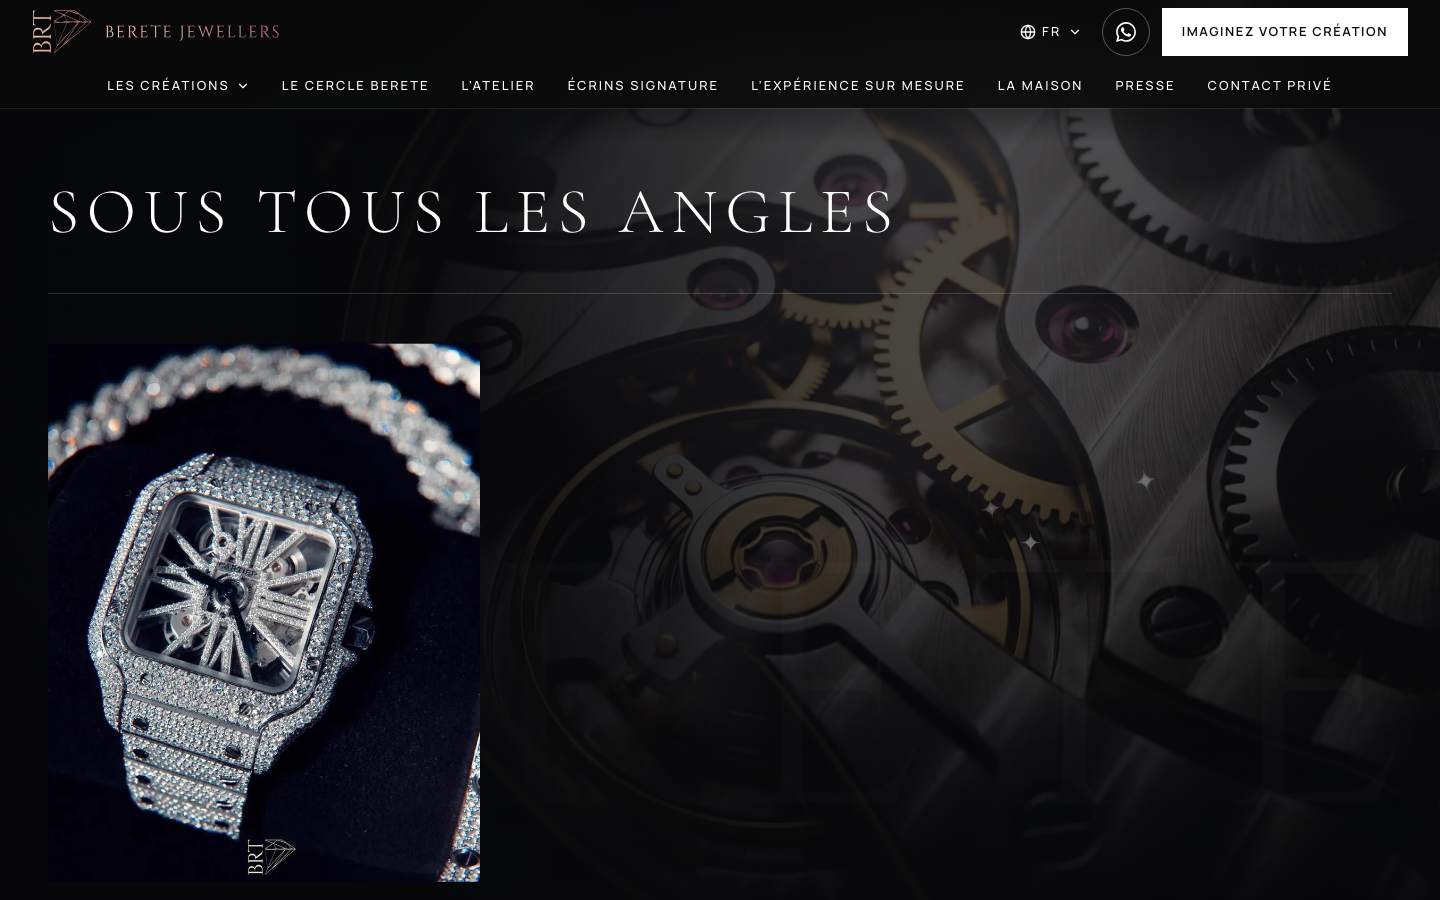 BRT
BERETE JEWELLERS
FR
IMAGINEZ VOTRE CRÉATION
LES CRÉATIONS
LE CERCLE BERETE
L'ATELIER
ÉCRINS SIGNATURE
L'EXPÉRIENCE SUR MESURE
LA MAISON
PRESSE
CONTACT PRIVÉ
SOUS TOUS LES ANGLES
BRT